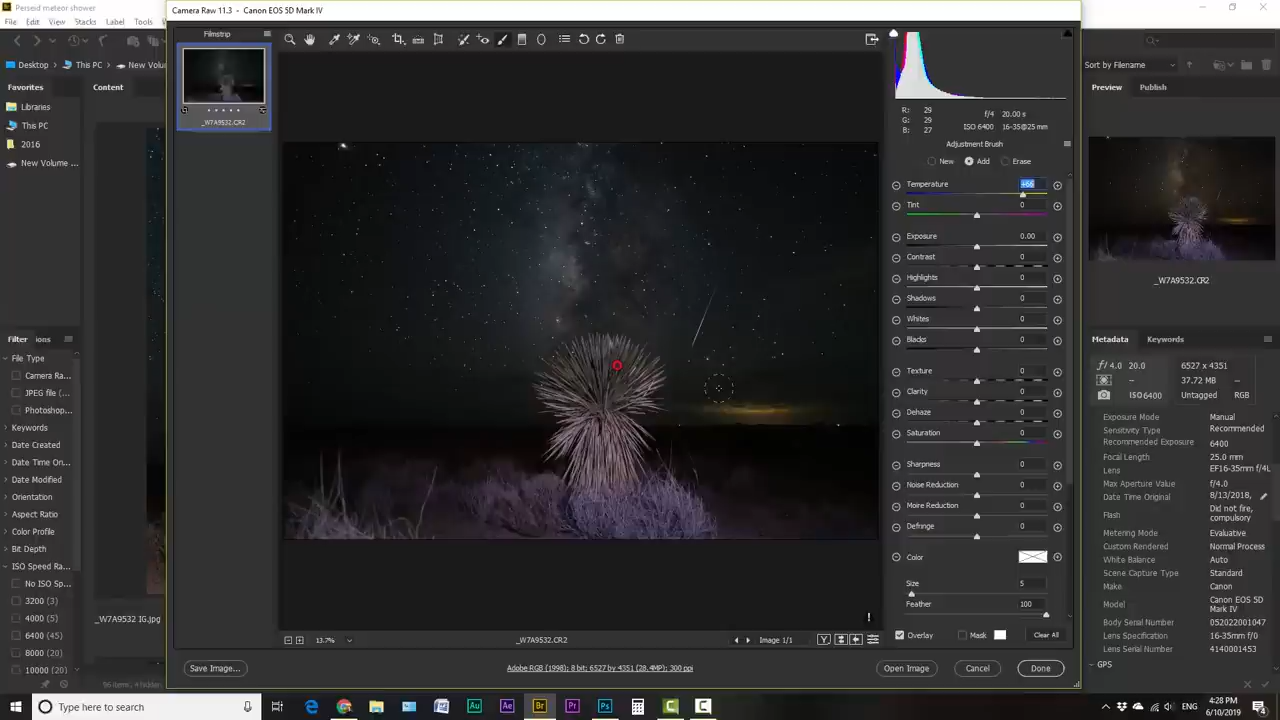 Perseid meteor shower
File Edit View Stacks Label Tools
Desktop This PC New Volu...
Favorites
Libraries
This PC
2016
New Volume ...
Filter ions
File Type
Camera Ra...
JPEG file (...
Photoshop...
Keywords
Date Created
Date Time Ori...
Date Modified
Orientation
Aspect Ratio
Color Profile
Bit Depth
ISO Speed Ra...
No ISO Sp...
3200 (3)
4000 (5)
6400 (45)
8000 (20)
10000 (20)
Content
_W7A9532 IG.jpg
Camera Raw 11.3 - Canon EOS 5D Mark IV
Filmstrip
_W7A9532.CR2
13.7%
_W7A9532.CR2
Image 1/1
Save Image...
Adobe RGB (1998); 8 bit; 6527 by 4351 (28.4MP); 300 ppi
Open Image
Cancel
Done
R: 29
G: 29
B: 27
f/4 20.00 s
ISO 6400 16-35@25 mm
Adjustment Brush
New Add Erase
Temperature +66
Tint 0
Exposure 0.00
Contrast 0
Highlights 0
Shadows 0
Whites 0
Blacks 0
Texture 0
Clarity 0
Dehaze 0
Saturation 0
Sharpness 0
Noise Reduction 0
Moire Reduction 0
Defringe 0
Color
Size 5
Feather 100
Overlay Mask Clear All
Sort by Filename
Preview Publish
_W7A9532.CR2
Metadata Keywords
f/ 4.0 20.0
ISO6400
6527 x 4351
37.72 MB
Untagged RGB
Exposure Mode Manual
Sensitivity Type Recommended
Recommended Exposure 6400
Focal Length 25.0 mm
Lens EF16-35mm f/4L
Max Aperture Value f/4.0
Date Time Original 8/13/2018,
Flash Did not fire, compulsory
Metering Mode Evaluative
Custom Rendered Normal Process
White Balance Auto
Scene Capture Type Standard
Make Canon
Model Canon EOS 5D Mark IV
Body Serial Number 052022001047
Lens Specification 16-35mm f/0
Lens Serial Number 4140001453
GPS
Type here to search
4:28 PM
6/10/2019